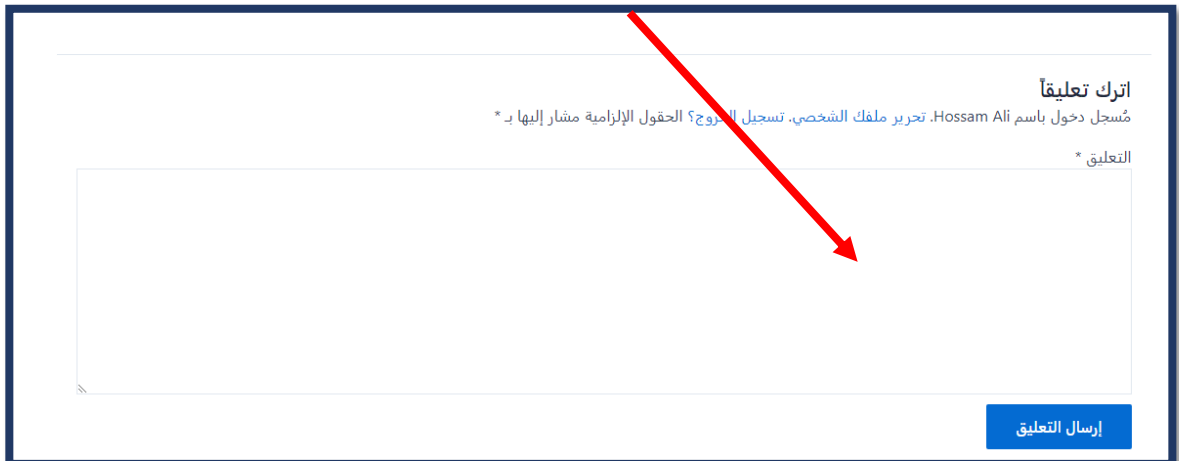 اترك تعليقاً
مُسجل دخول باسم Hossam Ali. تحرير ملفك الشخصي. تسجيل الخروج؟ الحقول الإلزامية مشار إليها بـ *
التعليق *
إرسال التعليق